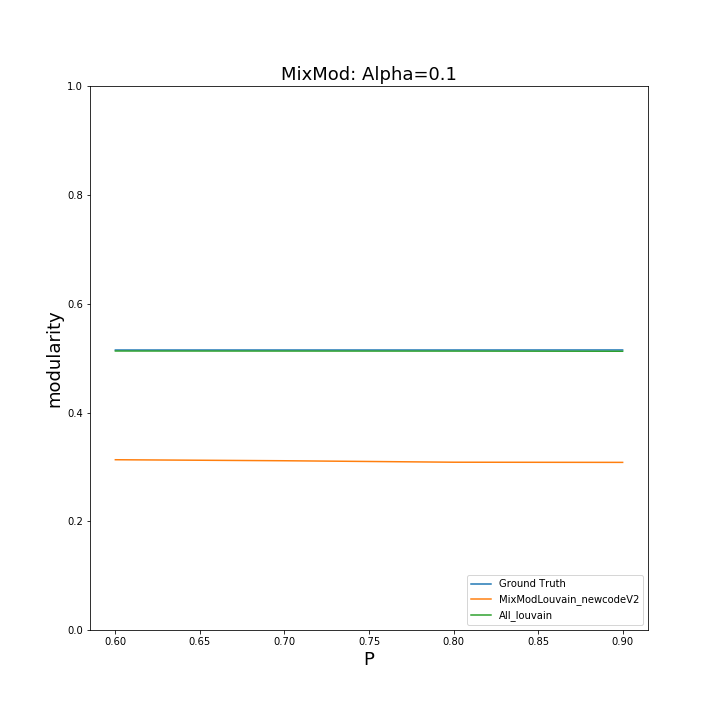 MixMod: Alpha=0.1
1.0
0.8
0.6
0.4
0.2
0.0
modularity
0.60 0.65 0.70 0.75 0.80 0.85 0.90
P
Ground Truth
MixModLouvain_newcodeV2
All_louvain